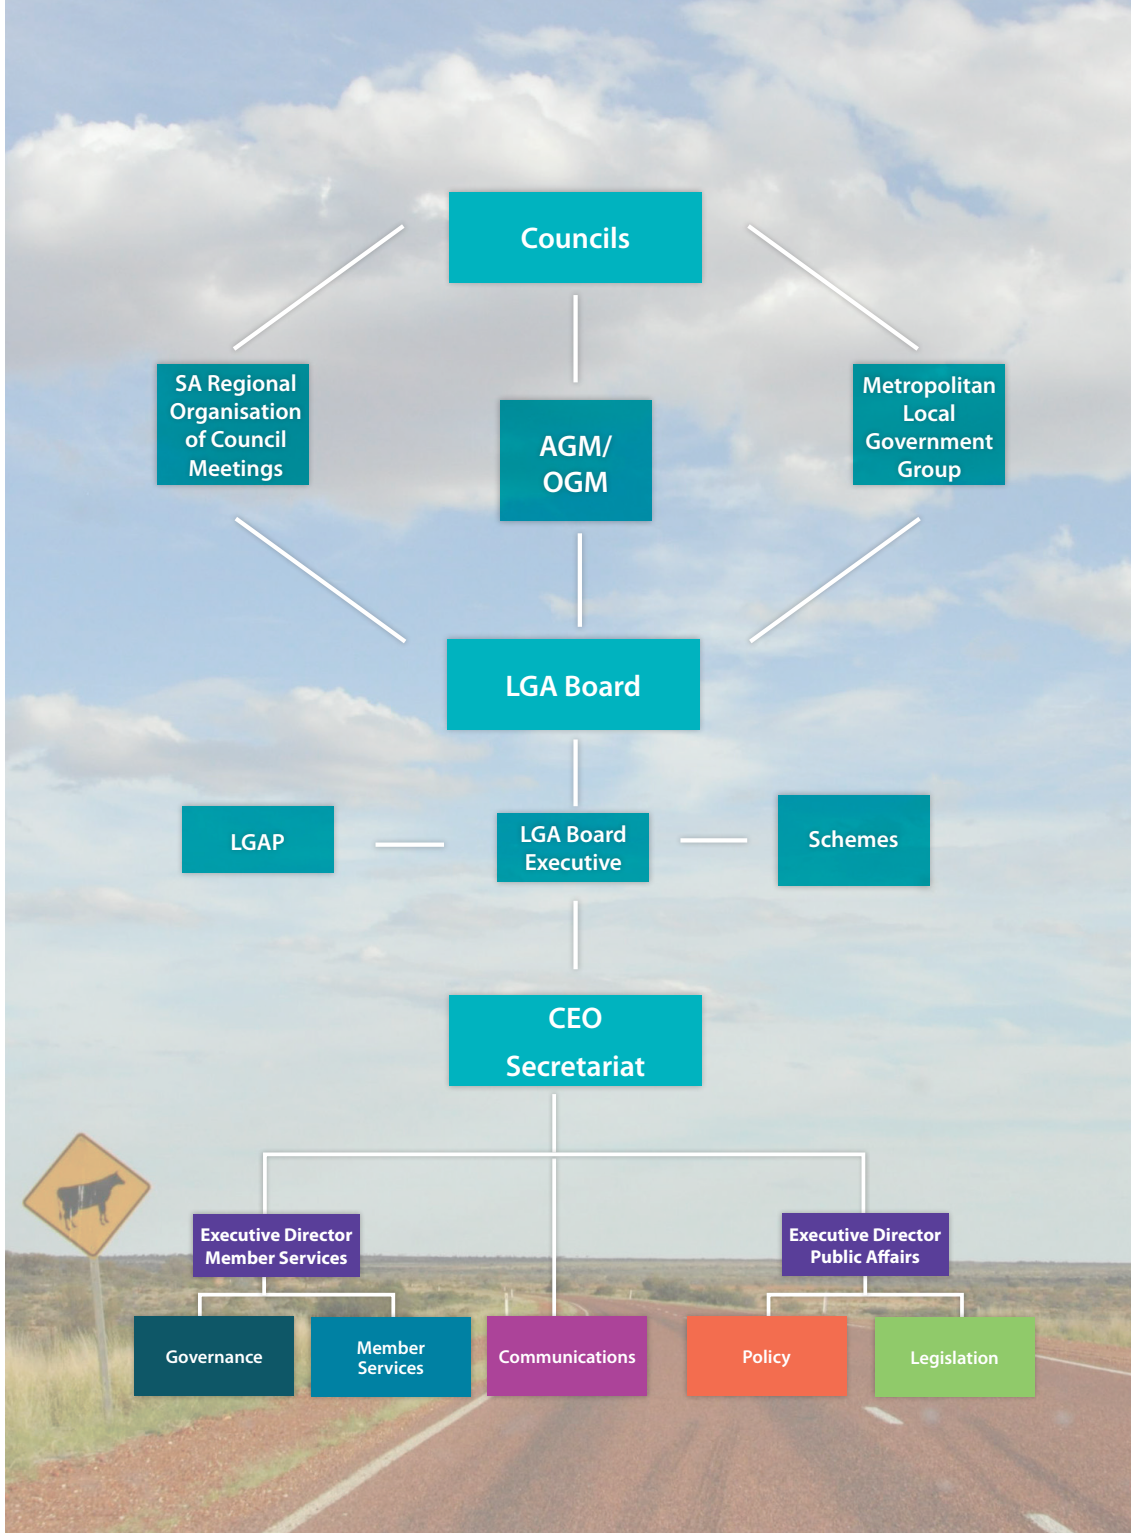 Councils
SA Regional
Organisation
of Council
Meetings
AGM/
OGM
Metropolitan
Local
Government
Group
LGA Board
LGAP
LGA Board
Executive
Schemes
CEO
Secretariat
Executive Director
Member Services
Executive Director
Public Affairs
Governance
Member
Services
Communications
Policy
Legislation